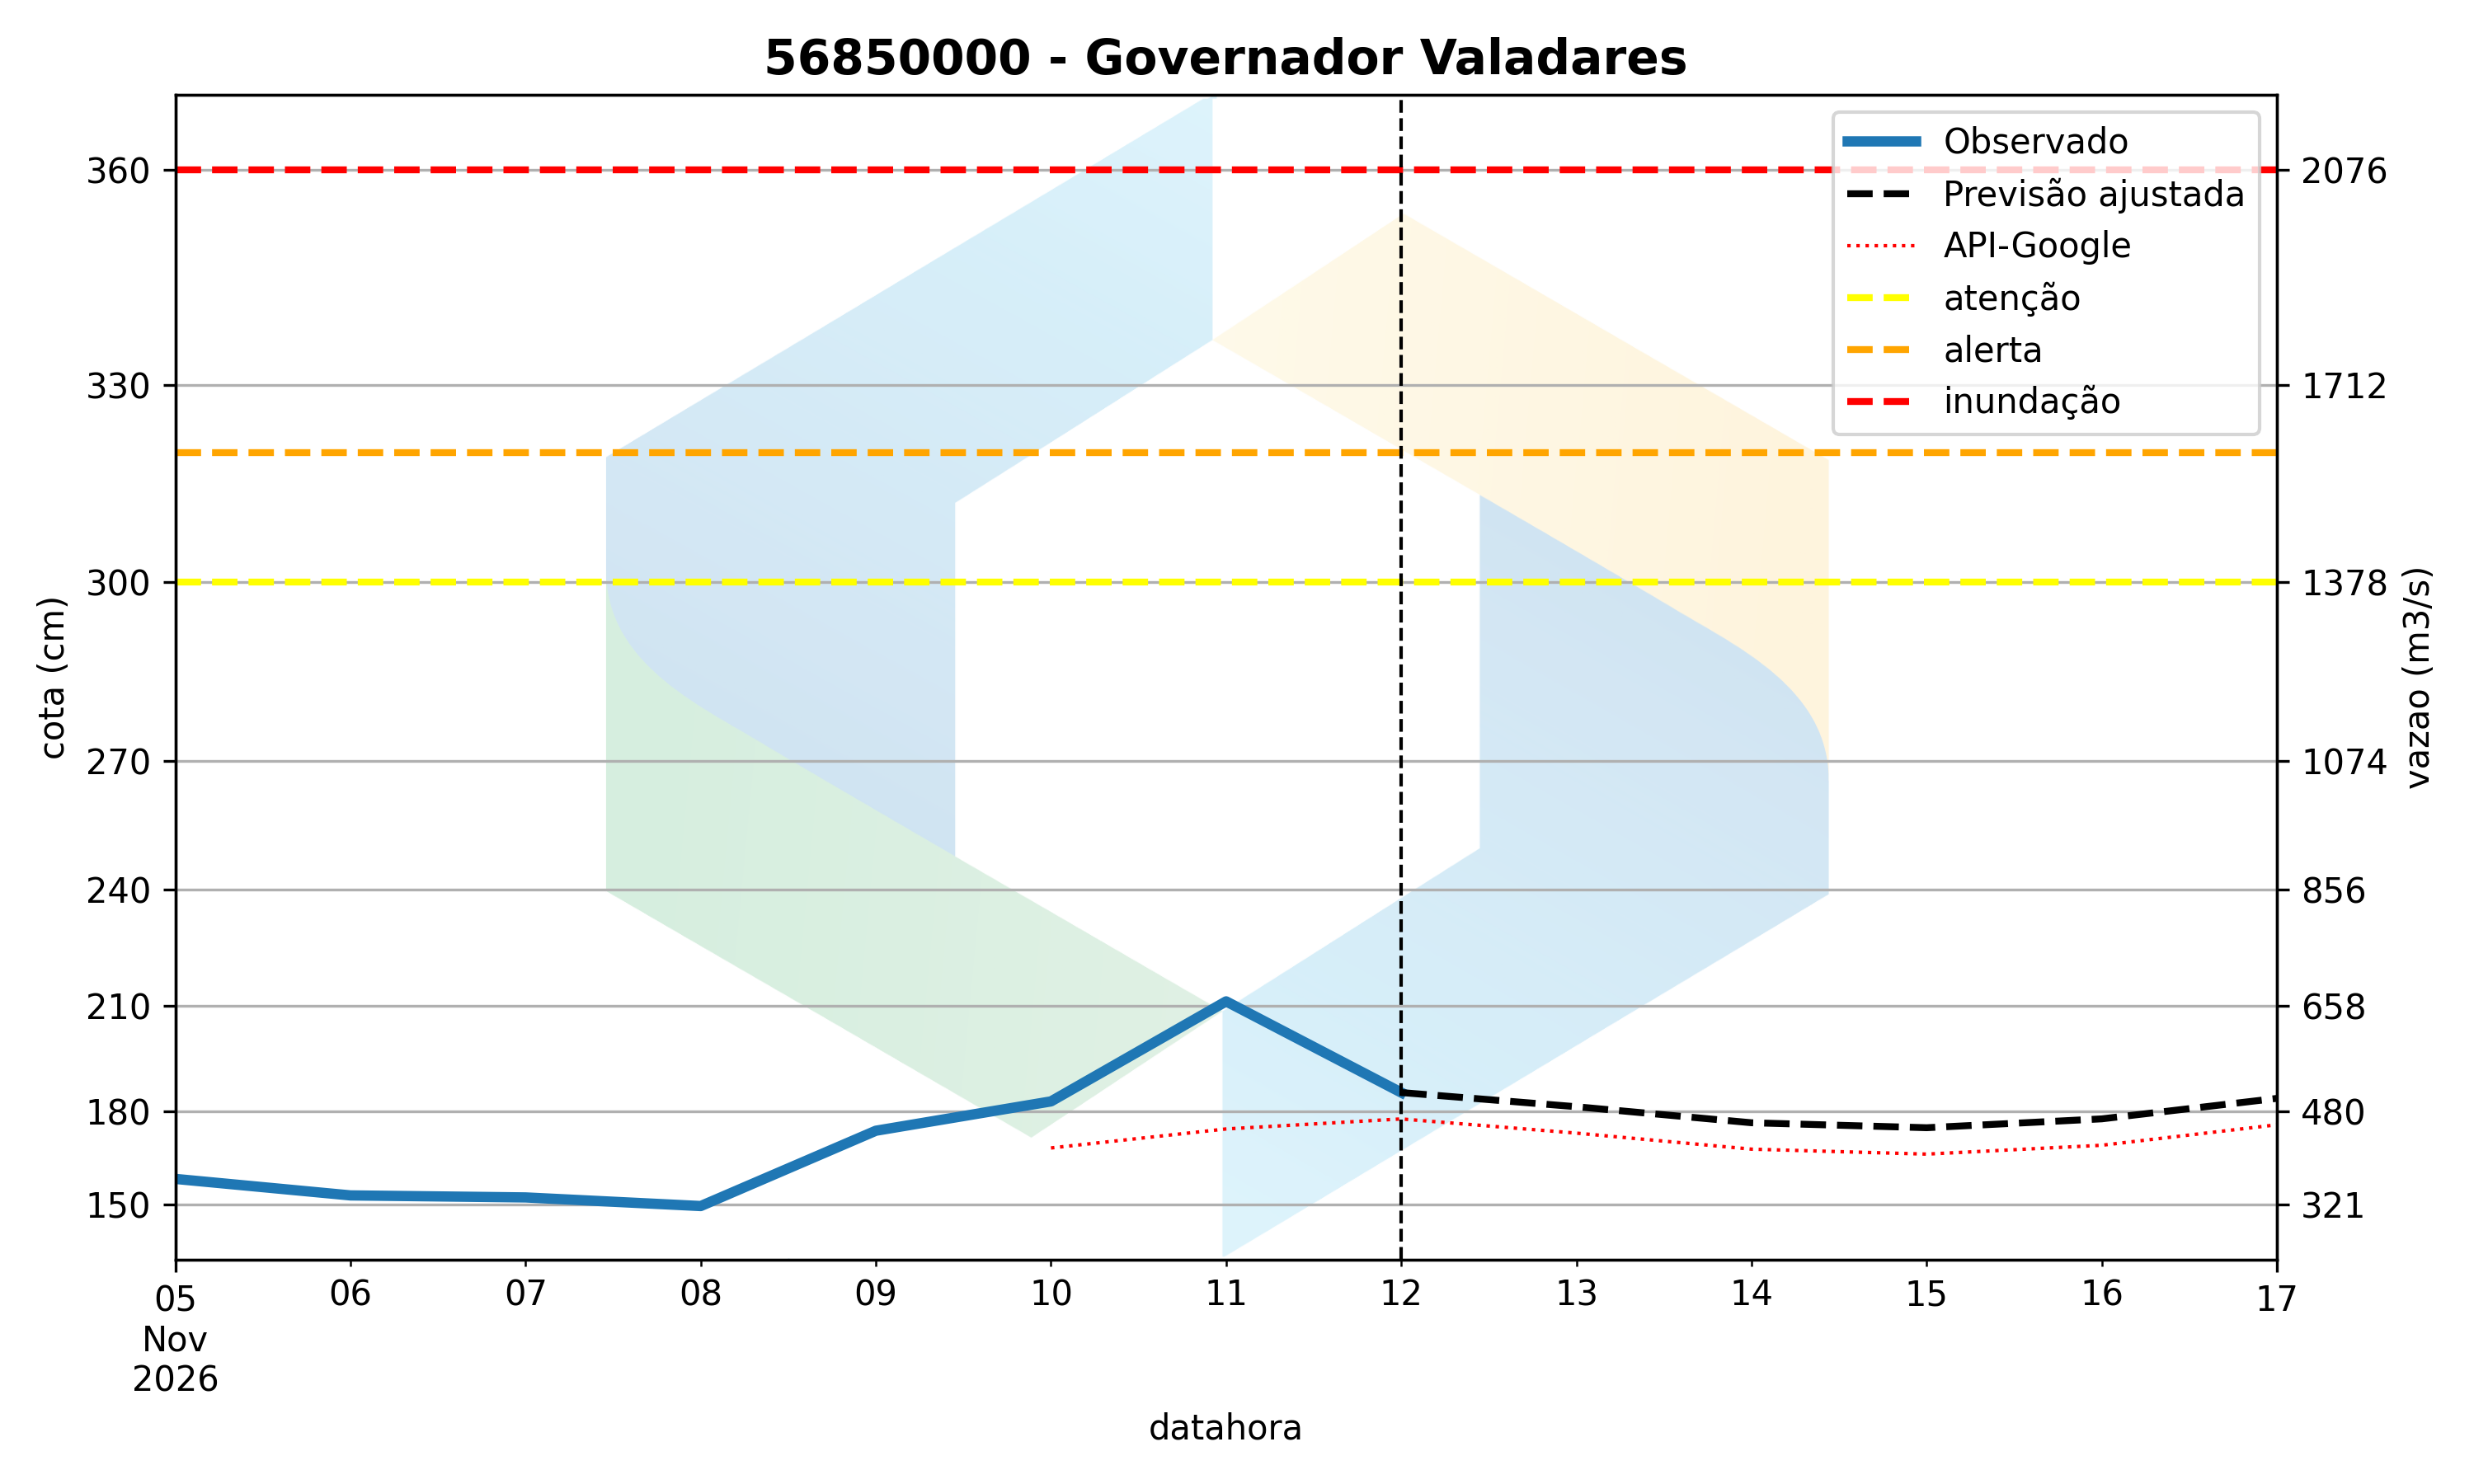 56850000 - Governador Valadares
Observado
Previsão ajustada
API-Google
atenção
alerta
inundação
cota (cm)
360
330
300
270
240
210
180
150
2076
1712
1378
1074
856
658
480
321
vazao (m3/s)
05 06 07 08 09 10 11 12 13 14 15 16 17
Nov
2026
datahora